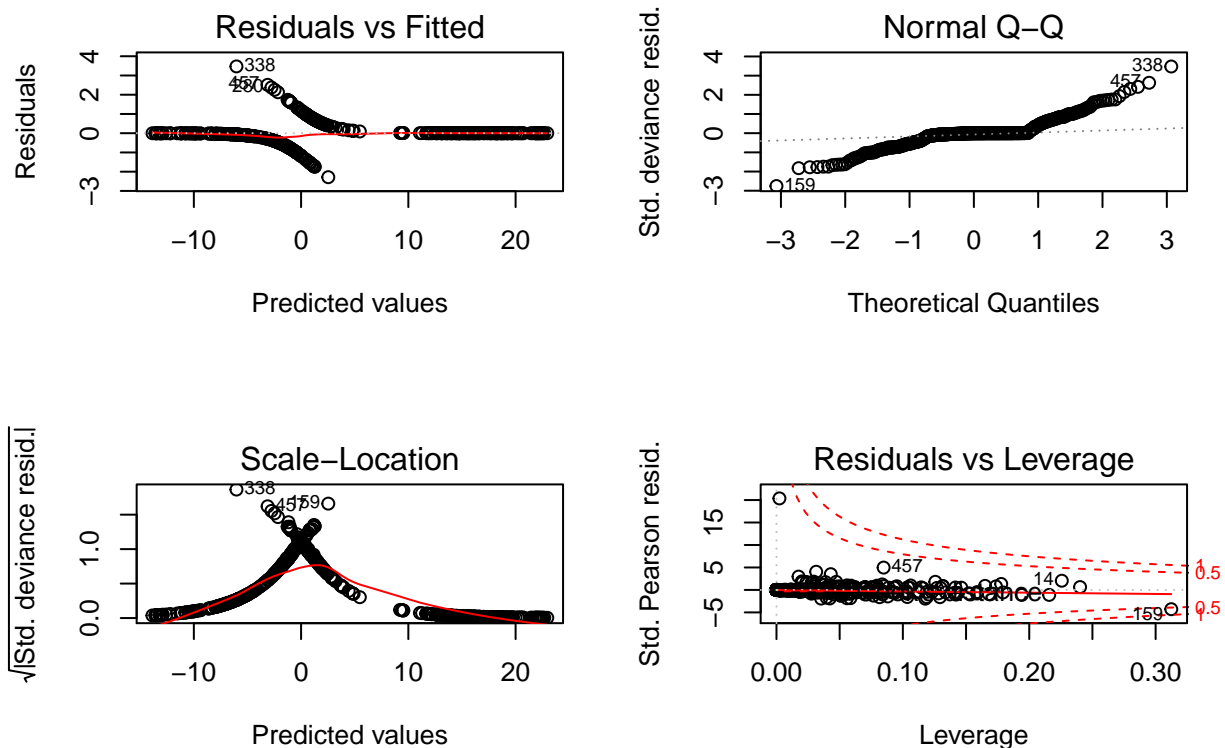 Residuals vs Fitted
Residuals
4
2
0
−3
338
457
280
−10 0 10 20
Predicted values
Normal Q−Q
Std. deviance resid.
4
2
0
−3
338
457
159
−3 −2 −1 0 1 2 3
Theoretical Quantiles
Scale−Location
√|Std. deviance resid.|
1.0
0.0
338
457
159
−10 0 10 20
Predicted values
Residuals vs Leverage
Std. Pearson resid.
15
5
−5
457
14
159
1
0.5
0.5
1
0.00 0.10 0.20 0.30
Leverage